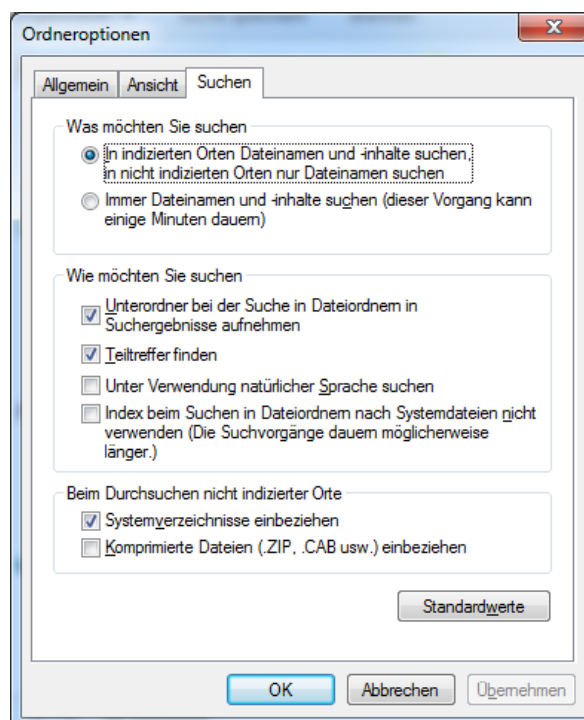 Ordneroptionen
Allgemein Ansicht Suchen
Was möchten Sie suchen
In indizierten Orten Dateinamen und -inhalte suchen,
in nicht indizierten Orten nur Dateinamen suchen
Immer Dateinamen und -inhalte suchen (dieser Vorgang kann
einige Minuten dauern)
Wie möchten Sie suchen
Unterordner bei der Suche in Dateiordnern in
Suchergebnisse aufnehmen
Teiltreffer finden
Unter Verwendung natürlicher Sprache suchen
Index beim Suchen in Dateiordnern nach Systemdateien nicht
verwenden (Die Suchvorgänge dauern möglicherweise
länger.)
Beim Durchsuchen nicht indizierter Orte
Systemverzeichnisse einbeziehen
Komprimierte Dateien (.ZIP, .CAB usw.) einbeziehen
Standardwerte
OK Abbrechen Übernehmen